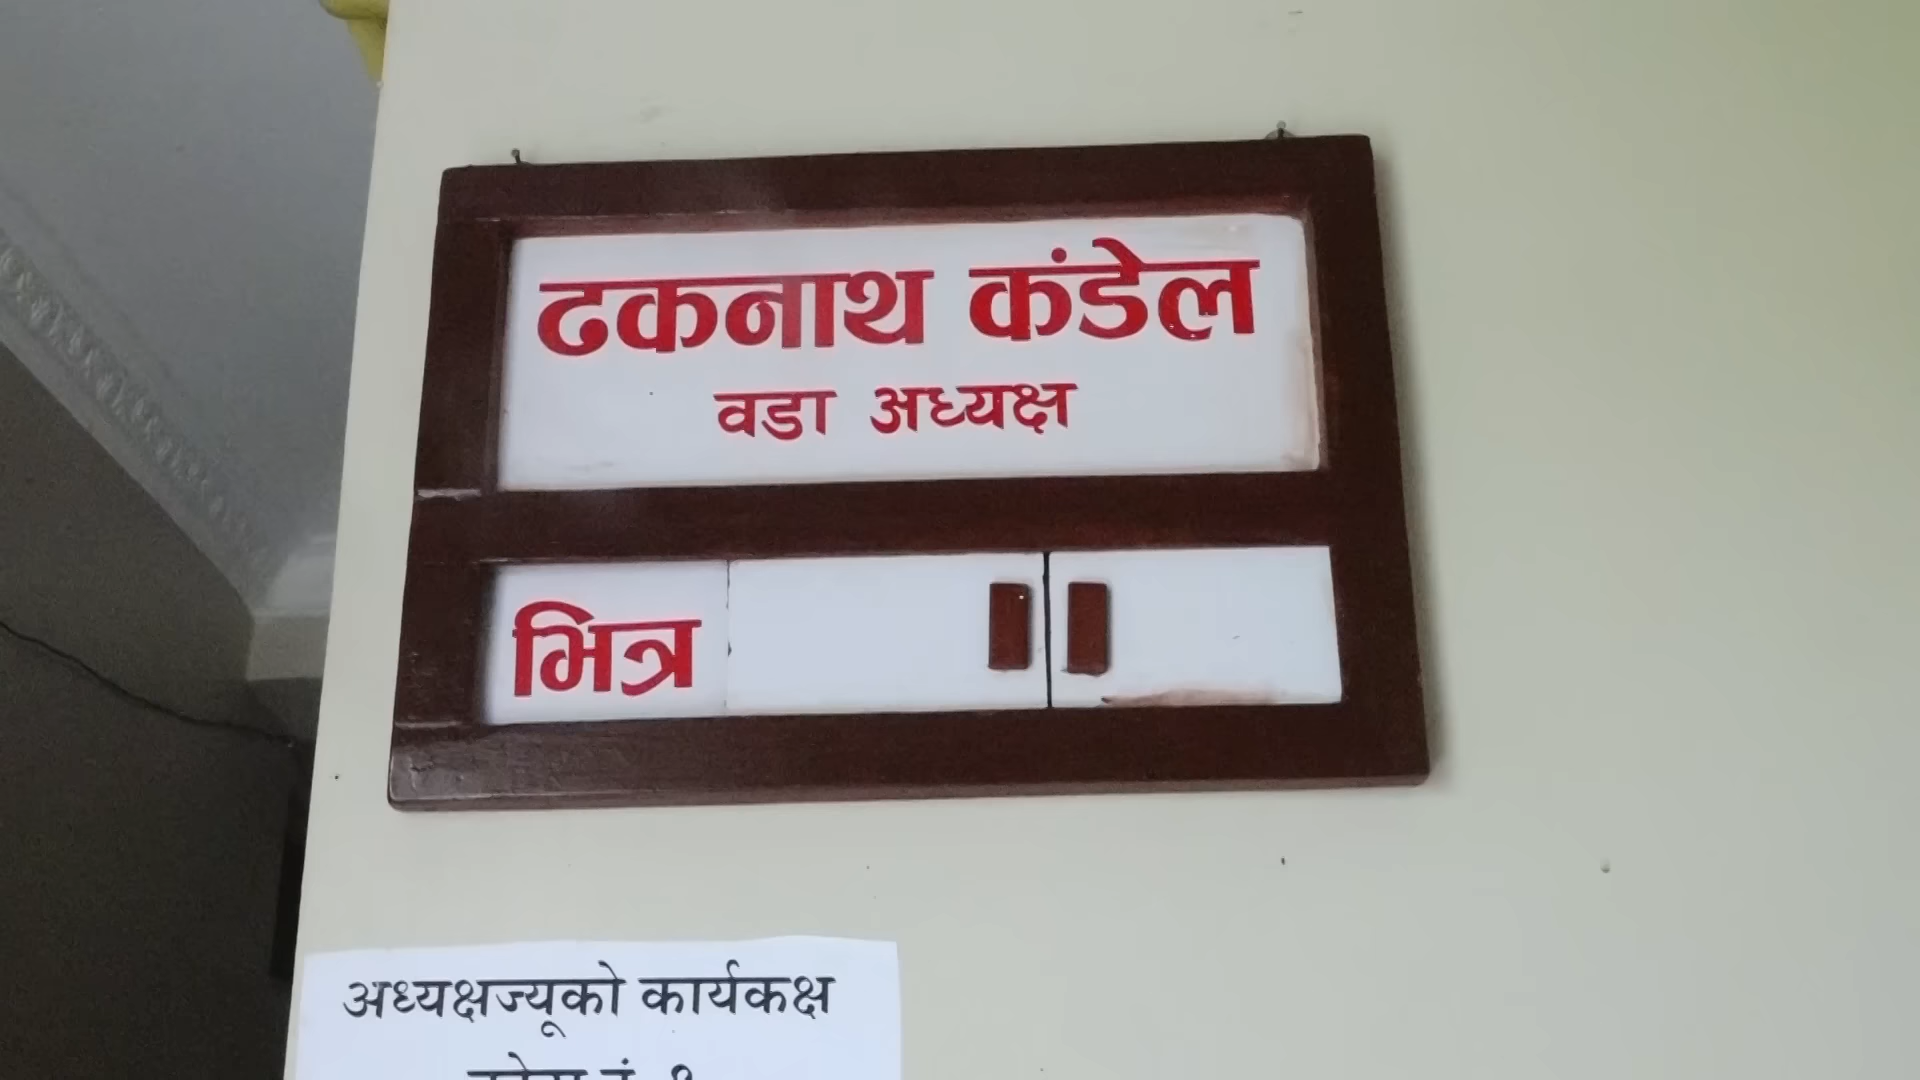 ढकनाथ कंडेल
वडा अध्यक्ष
भित्र
अध्यक्षज्यूको कार्यकक्ष